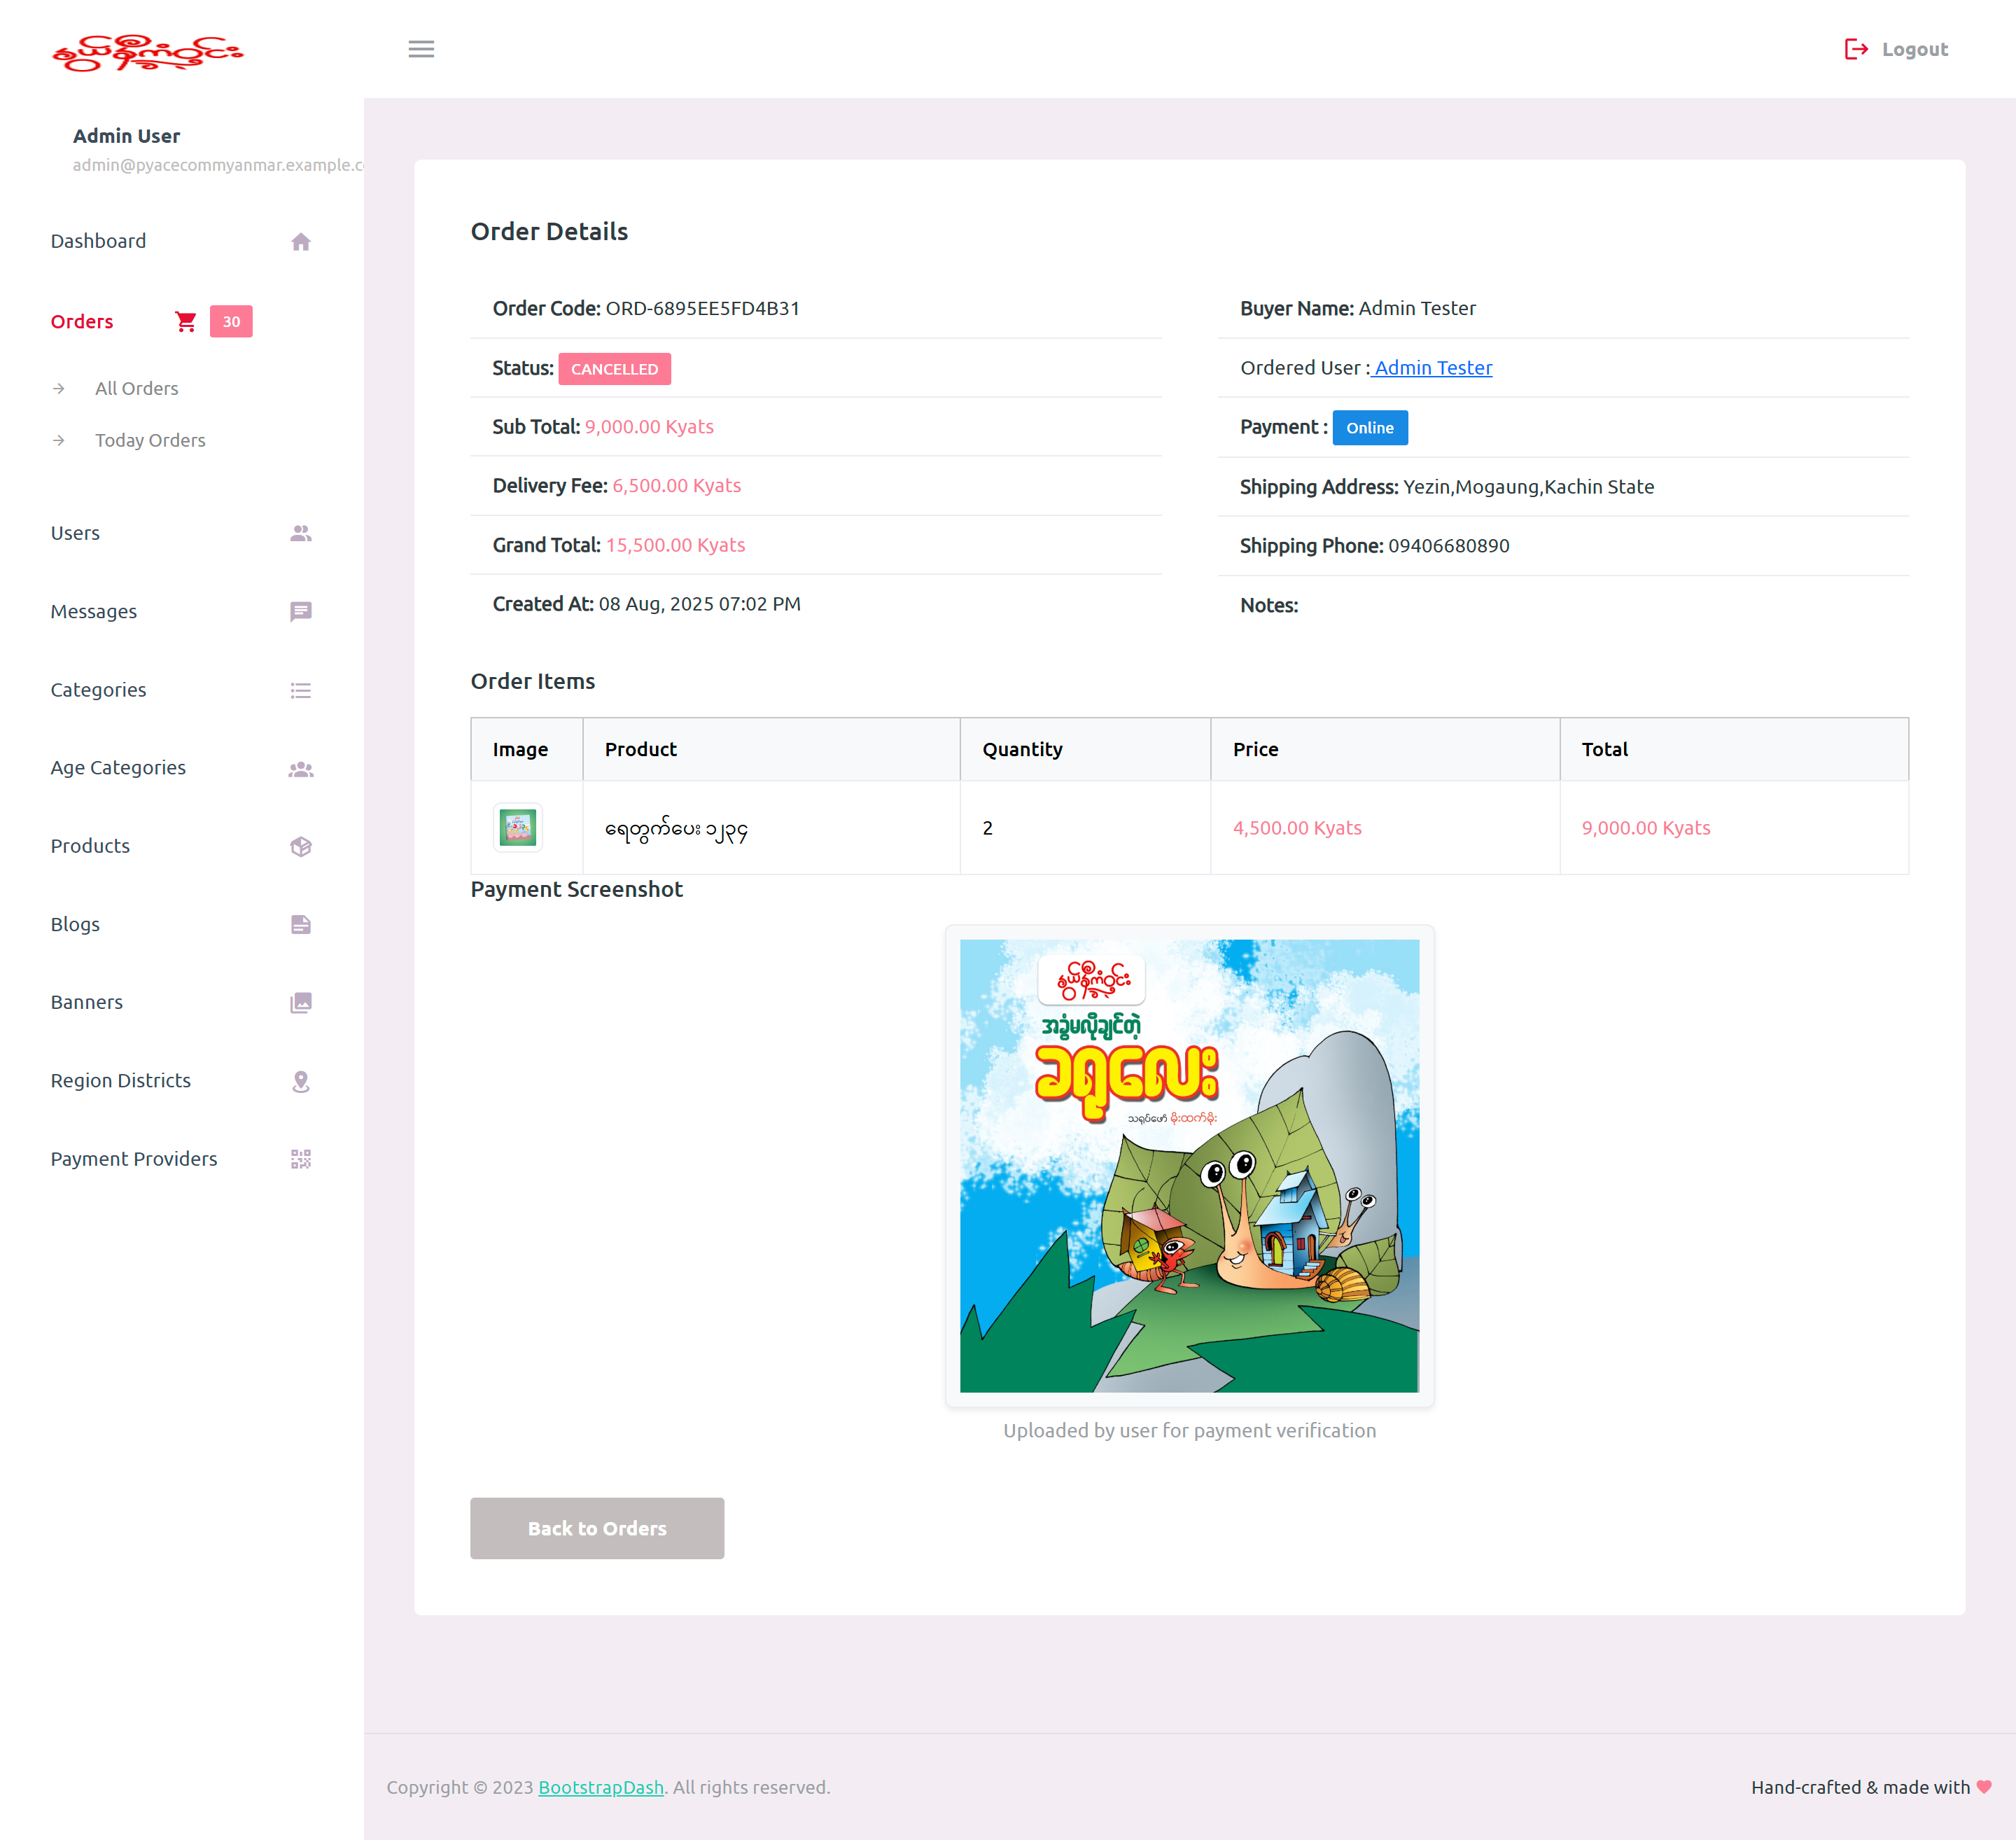 နွယ်နီကံ့ဝင်း
Logout
Admin User
admin@pyacecommyanmar.example.c
Dashboard
Orders 30
All Orders
Today Orders
Users
Messages
Categories
Age Categories
Products
Blogs
Banners
Region Districts
Payment Providers
Order Details
Order Code: ORD-6895EE5FD4B31
Status: CANCELLED
Sub Total: 9,000.00 Kyats
Delivery Fee: 6,500.00 Kyats
Grand Total: 15,500.00 Kyats
Created At: 08 Aug, 2025 07:02 PM
Buyer Name: Admin Tester
Ordered User : Admin Tester
Payment : Online
Shipping Address: Yezin,Mogaung,Kachin State
Shipping Phone: 09406680890
Notes:
Order Items
Image Product Quantity Price Total
ရေတွက်ပေး ၁၂၃၄ 2 4,500.00 Kyats 9,000.00 Kyats
Payment Screenshot
နွယ်နီကံ့ဝင်း
အခွံမလိုချင်တဲ့
ခရုလေး
သရုပ်ဖော် မိုးထက်မိုး
Uploaded by user for payment verification
Back to Orders
Copyright © 2023 BootstrapDash. All rights reserved.
Hand-crafted & made with